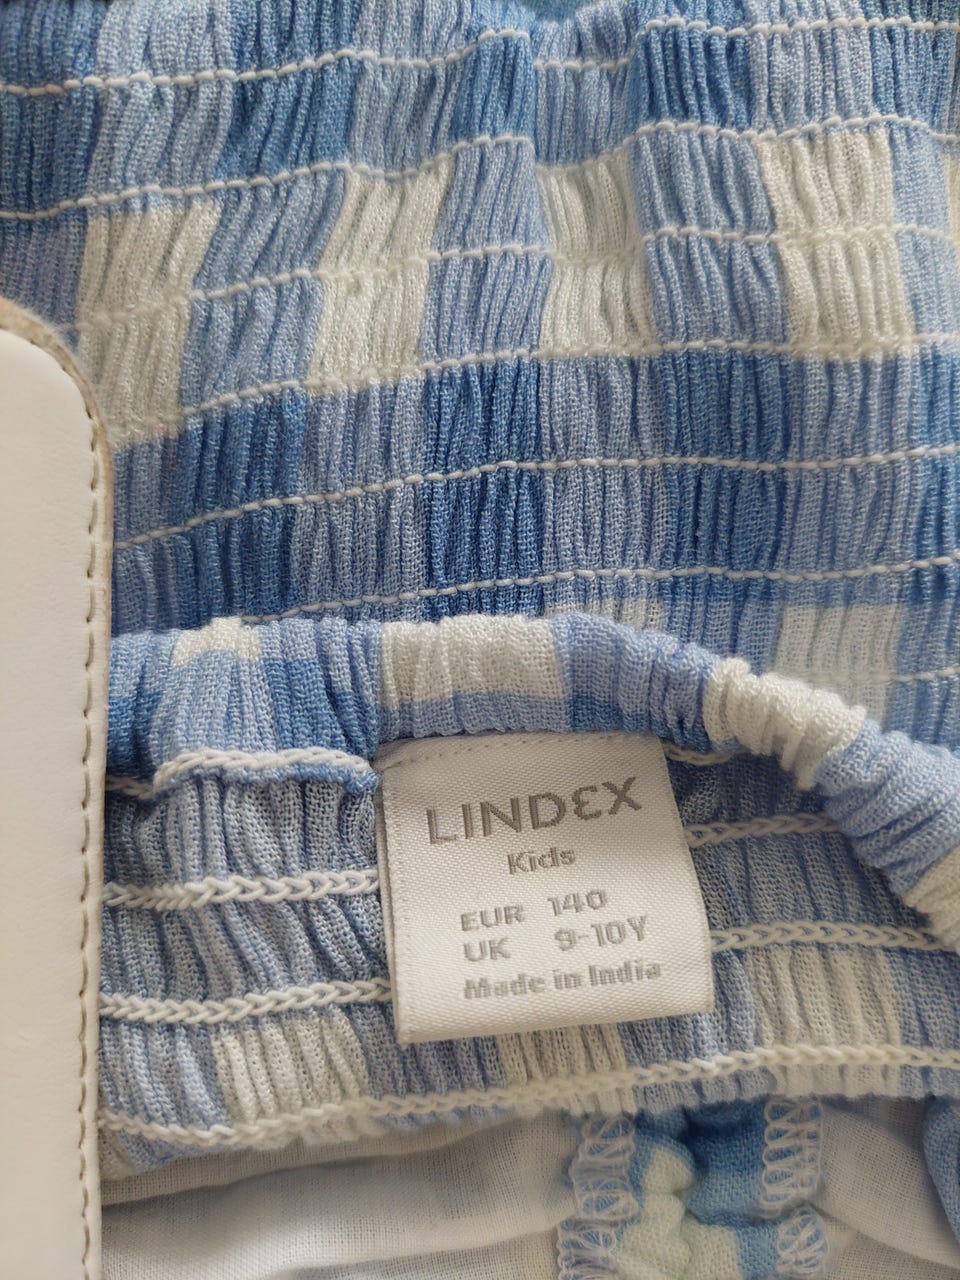 LINDEX
Kids
EUR 140
UK 9-10Y
Made in India